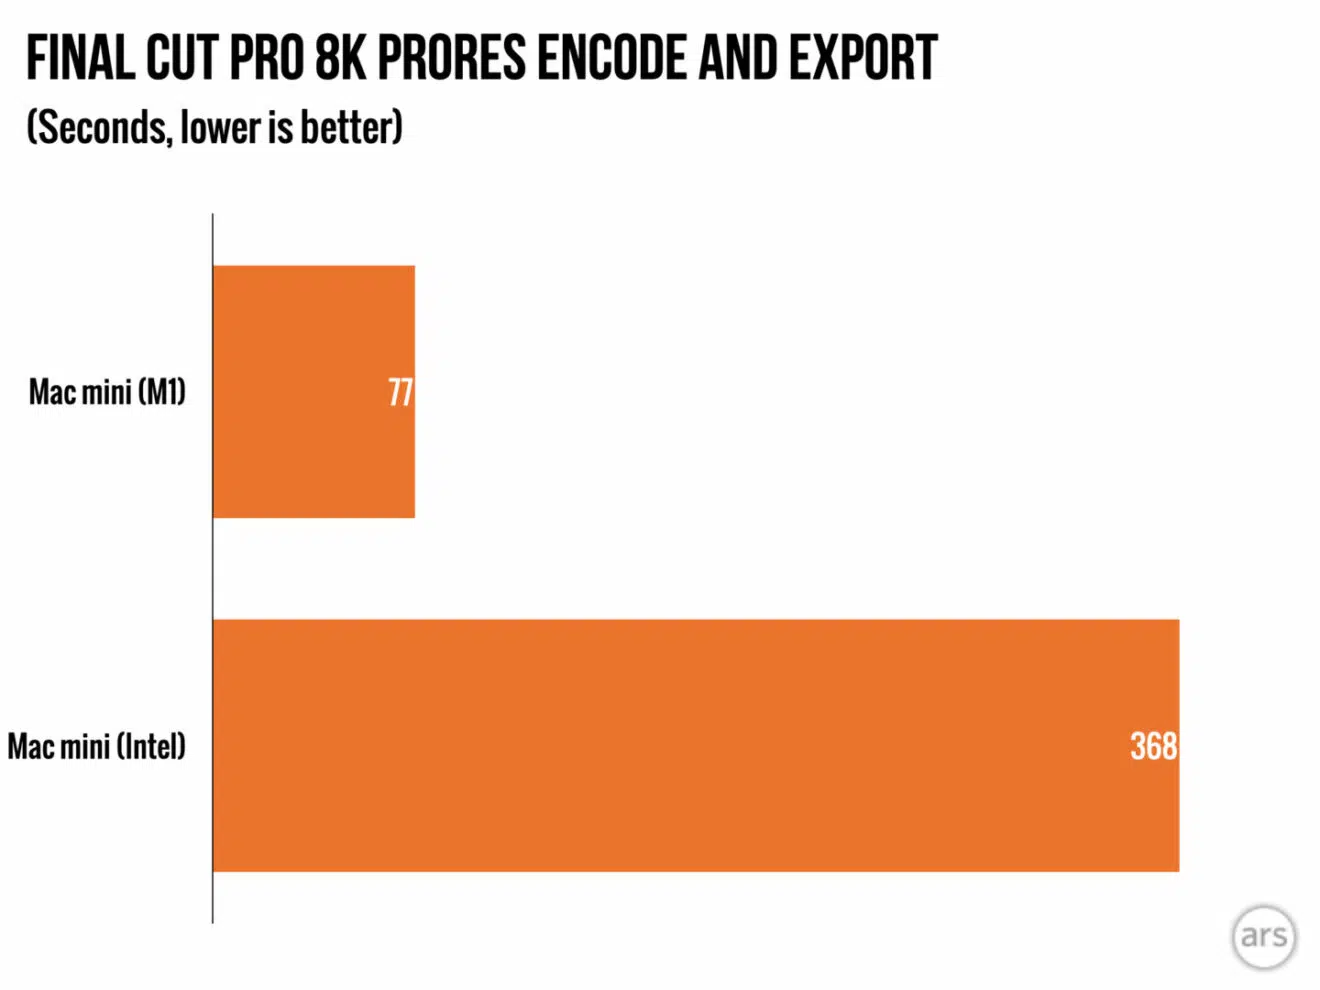 FINAL CUT PRO 8K PRORES ENCODE AND EXPORT
(Seconds, lower is better)
Mac mini (M1)
77
Mac mini (Intel)
368
ars